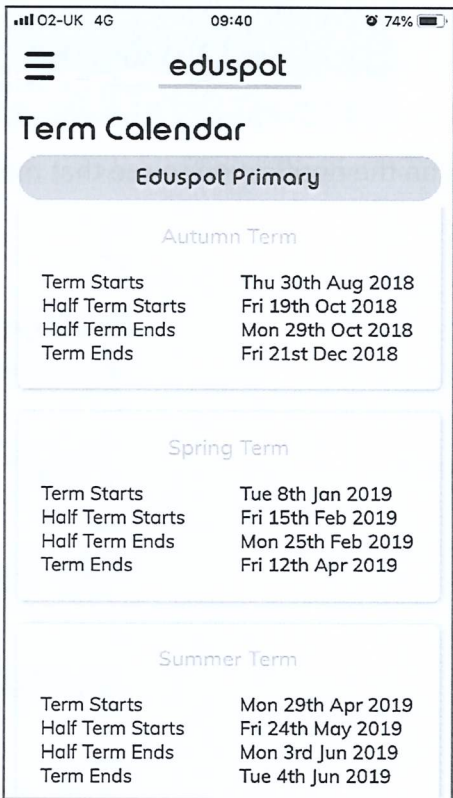 O2-UK 4G 09:40 74%
eduspot
Term Calendar
Eduspot Primary
Autumn Term
Term Starts Thu 30th Aug 2018
Half Term Starts Fri 19th Oct 2018
Half Term Ends Mon 29th Oct 2018
Term Ends Fri 21st Dec 2018
Spring Term
Term Starts Tue 8th Jan 2019
Half Term Starts Fri 15th Feb 2019
Half Term Ends Mon 25th Feb 2019
Term Ends Fri 12th Apr 2019
Summer Term
Term Starts Mon 29th Apr 2019
Half Term Starts Fri 24th May 2019
Half Term Ends Mon 3rd Jun 2019
Term Ends Tue 4th Jun 2019